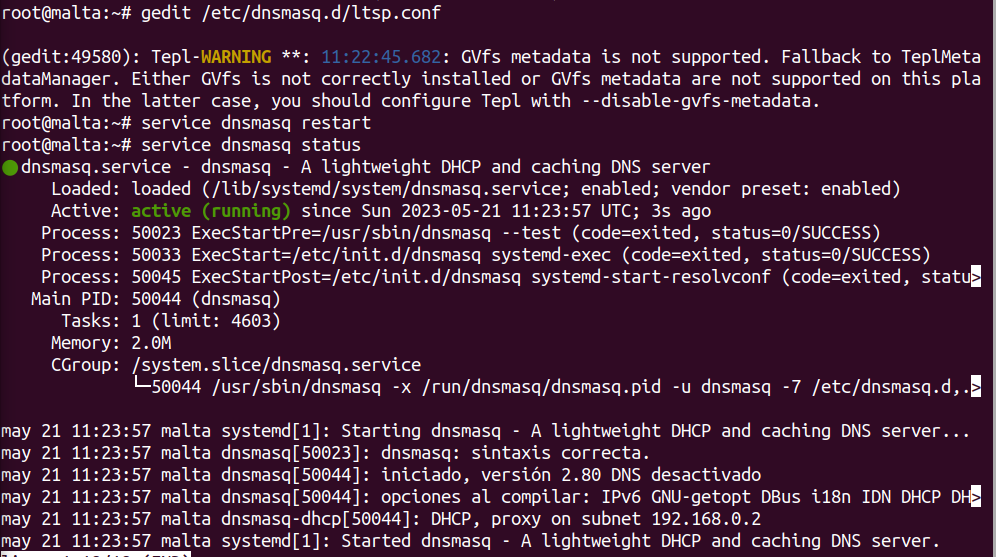 root@malta:~# gedit /etc/dnsmasq.d/ltsp.conf
(gedit:49580): Tepl-WARNING **: 11:22:45.682: GVfs metadata is not supported. Fallback to TeplMeta
dataManager. Either GVfs is not correctly installed or GVfs metadata are not supported on this pla
tform. In the latter case, you should configure Tepl with --disable-gvfs-metadata.
root@malta:~# service dnsmasq restart
root@malta:~# service dnsmasq status
● dnsmasq.service - dnsmasq - A lightweight DHCP and caching DNS server
Loaded: loaded (/lib/systemd/system/dnsmasq.service; enabled; vendor preset: enabled)
Active: active (running) since Sun 2023-05-21 11:23:57 UTC; 3s ago
Process: 50023 ExecStartPre=/usr/sbin/dnsmasq --test (code=exited, status=0/SUCCESS)
Process: 50033 ExecStart=/etc/init.d/dnsmasq systemd-exec (code=exited, status=0/SUCCESS)
Process: 50045 ExecStartPost=/etc/init.d/dnsmasq systemd-start-resolvconf (code=exited, statu>
Main PID: 50044 (dnsmasq)
Tasks: 1 (limit: 4603)
Memory: 2.0M
CGroup: /system.slice/dnsmasq.service
└─50044 /usr/sbin/dnsmasq -x /run/dnsmasq/dnsmasq.pid -u dnsmasq -7 /etc/dnsmasq.d,.>
may 21 11:23:57 malta systemd[1]: Starting dnsmasq - A lightweight DHCP and caching DNS server...
may 21 11:23:57 malta dnsmasq[50023]: dnsmasq: sintaxis correcta.
may 21 11:23:57 malta dnsmasq[50044]: iniciado, versión 2.80 DNS desactivado
may 21 11:23:57 malta dnsmasq[50044]: opciones al compilar: IPv6 GNU-getopt DBus i18n IDN DHCP DH>
may 21 11:23:57 malta dnsmasq-dhcp[50044]: DHCP, proxy on subnet 192.168.0.2
may 21 11:23:57 malta systemd[1]: Started dnsmasq - A lightweight DHCP and caching DNS server.